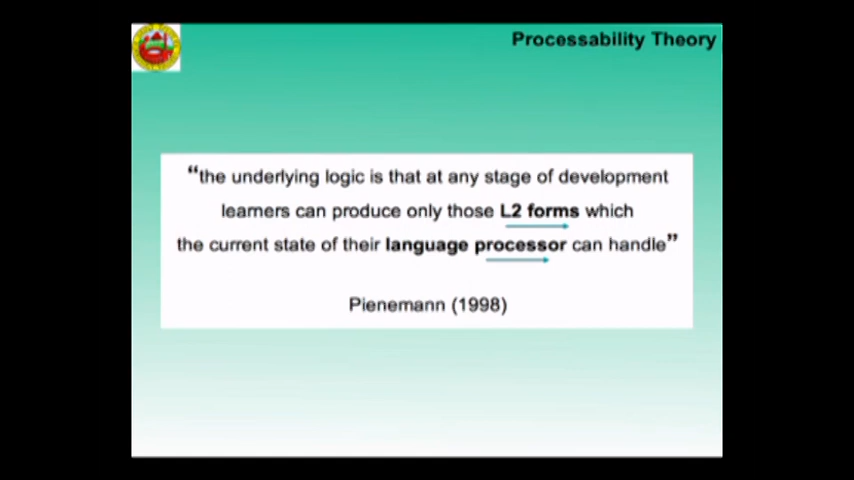 Processability Theory
“the underlying logic is that at any stage of development
learners can produce only those L2 forms which
the current state of their language processor can handle”
Pienemann (1998)